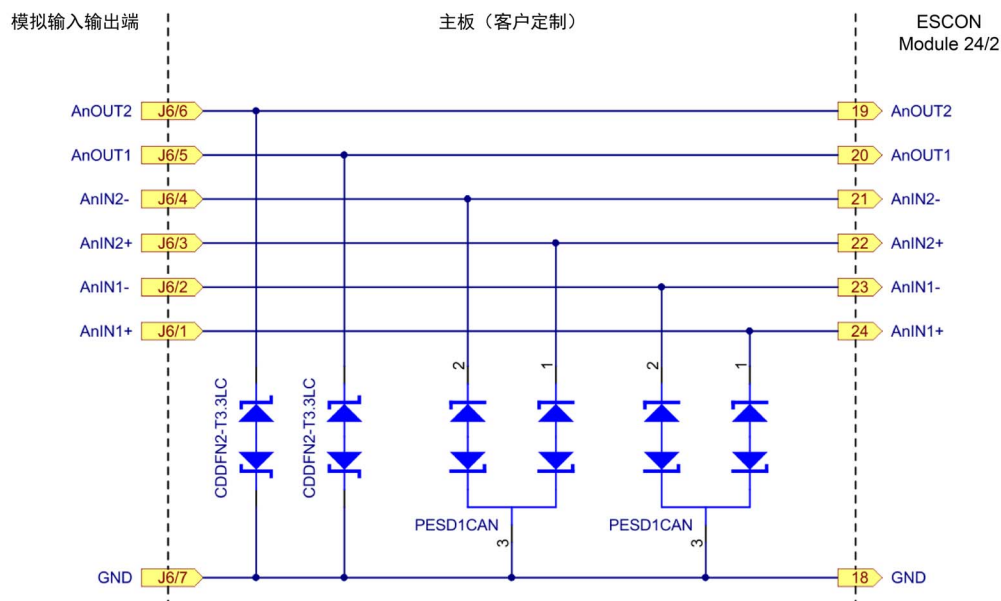 模拟输入输出端
主板（客户定制）
ESCON
Module 24/2
AnOUT2 J6/6 19 AnOUT2
AnOUT1 J6/5 20 AnOUT1
AnIN2- J6/4 21 AnIN2-
AnIN2+ J6/3 22 AnIN2+
AnIN1- J6/2 23 AnIN1-
AnIN1+ J6/1 24 AnIN1+
2 1 2 1
CDDFN2-T3.3LC
CDDFN2-T3.3LC
PESD1CAN
PESD1CAN
3 3
GND J6/7 18 GND